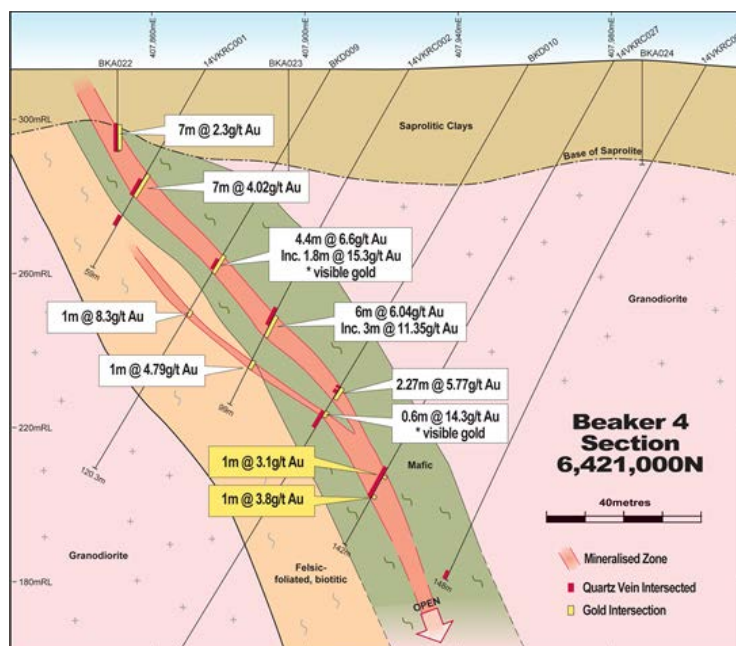 407,860mE
407,900mE
407,940mE
407,980mE
BKA022
14VKRC001
BKA023
BKD009
14VKRC002
BKD010
14VKRC027
BKA024
300mRL
Saprolitic Clays
Base of Saprolite
7m @ 2.3g/t Au
7m @ 4.02g/t Au
4.4m @ 6.6g/t Au
Inc. 1.8m @ 15.3g/t Au
* visible gold
260mRL
59m
Granodiorite
1m @ 8.3g/t Au
6m @ 6.04g/t Au
Inc. 3m @ 11.35g/t Au
1m @ 4.79g/t Au
2.27m @ 5.77g/t Au
99m
0.6m @ 14.3g/t Au
* visible gold
220mRL
Beaker 4
Section
6,421,000N
1m @ 3.1g/t Au
Mafic
120.3m
1m @ 3.8g/t Au
40metres
142m
Granodiorite
Felsic-
foliated, biotitic
148m
180mRL
OPEN
Mineralised Zone
Quartz Vein Intersected
Gold Intersection